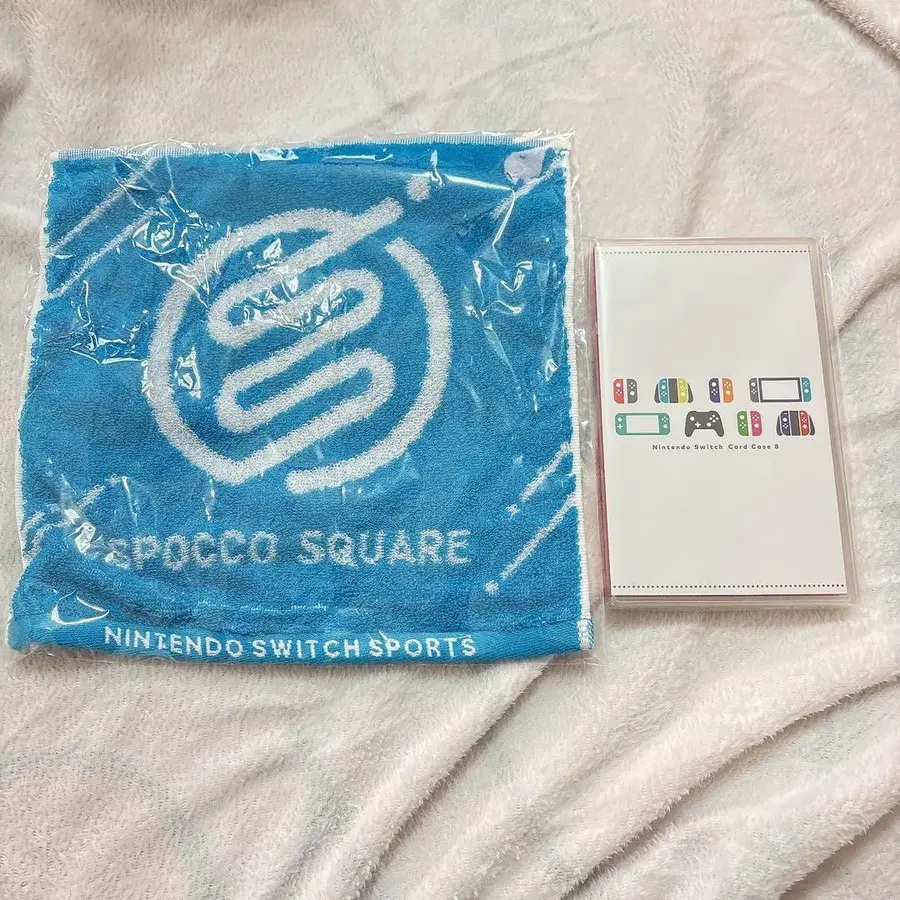 SPOCCO SQUARE
NINTENDO SWITCH SPORTS
Nintendo Switch Card Case 8